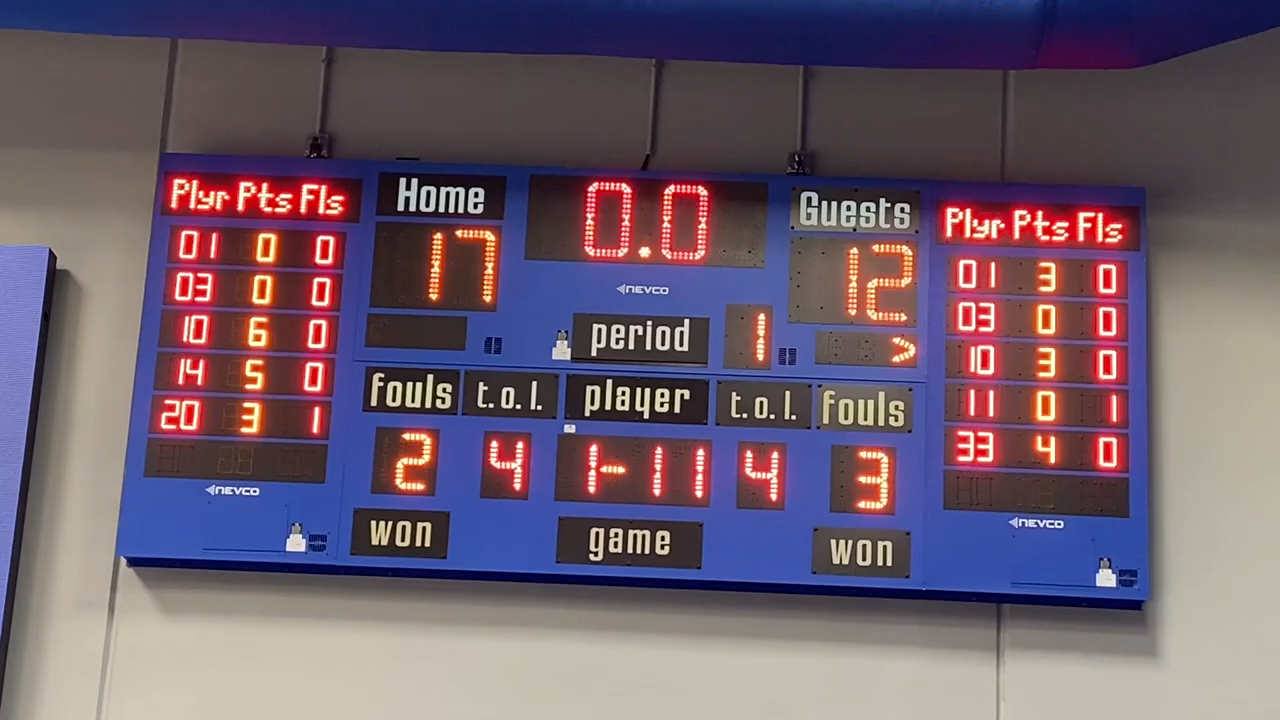 Plyr Pts Fls
01 0 0
03 0 0
10 6 0
14 5 0
20 3 1
NEVCO
Home
17
0.0
NEVCO
Guests
12
period 1
>
fouls t.o.l. player t.o.l. fouls
2 4 1-11 4 3
won game won
Plyr Pts Fls
01 3 0
03 0 0
10 3 0
11 0 1
33 4 0
NEVCO